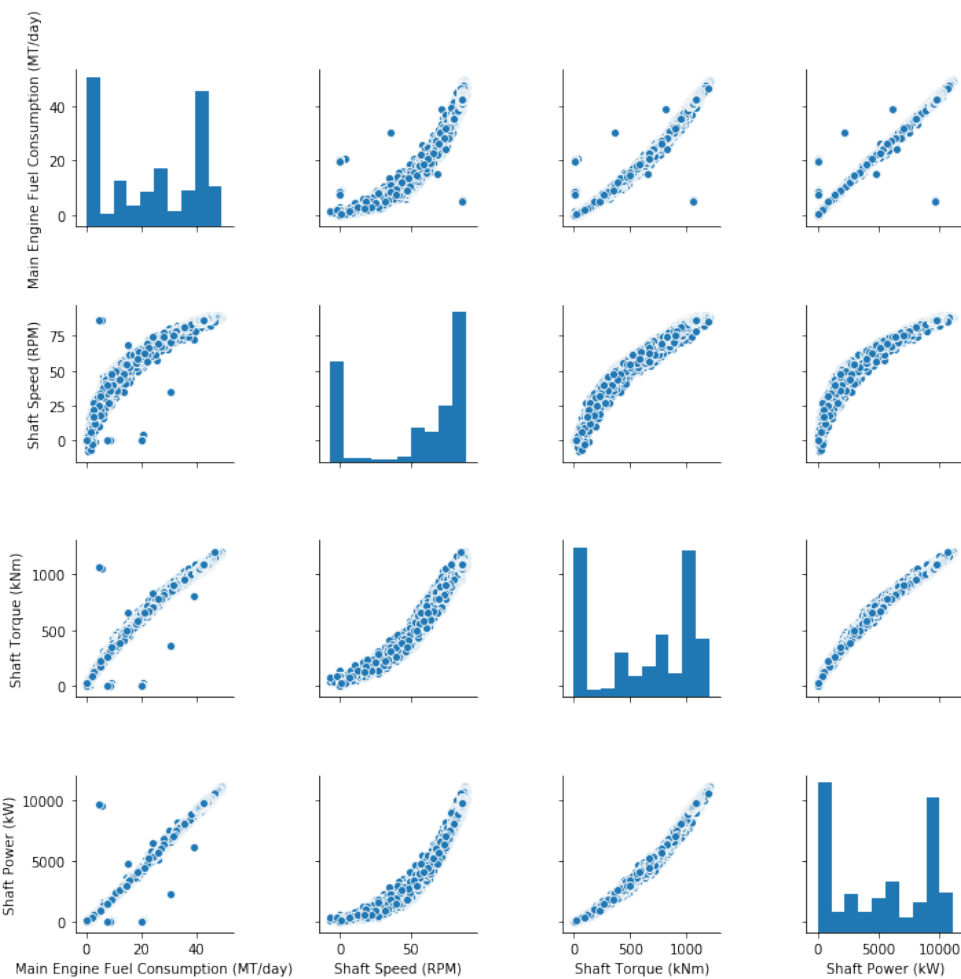 Main Engine Fuel Consumption (MT/day)
40
20
0
Shaft Speed (RPM)
75
50
25
0
Shaft Torque (kNm)
1000
500
0
Shaft Power (kW)
10000
5000
0
0 20 40
0 50
0 500 1000
0 5000 10000
Main Engine Fuel Consumption (MT/day)
Shaft Speed (RPM)
Shaft Torque (kNm)
Shaft Power (kW)